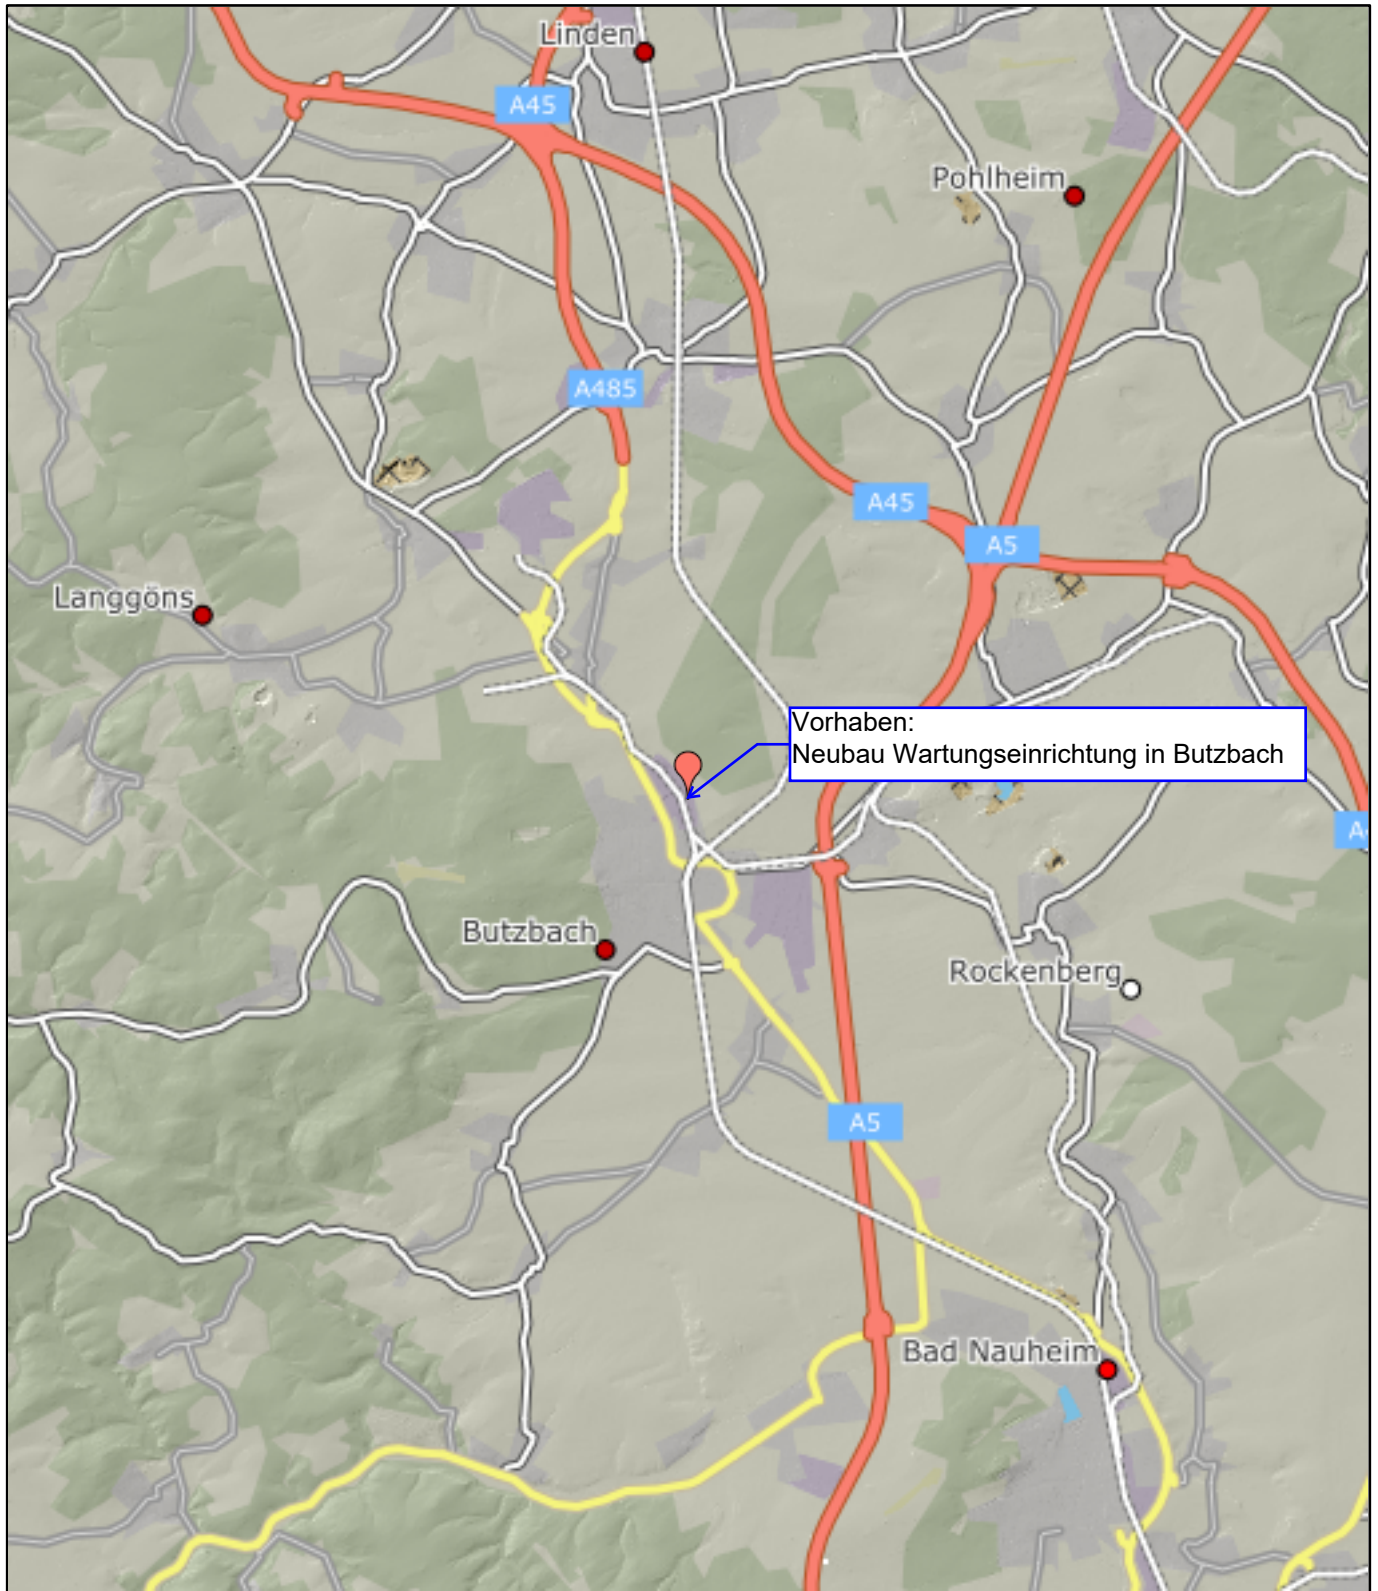 Linden
A45
Pohlheim
A485
A45
A5
Langgöns
Vorhaben:
Neubau Wartungseinrichtung in Butzbach
Butzbach
Rockenberg
A5
Bad Nauheim